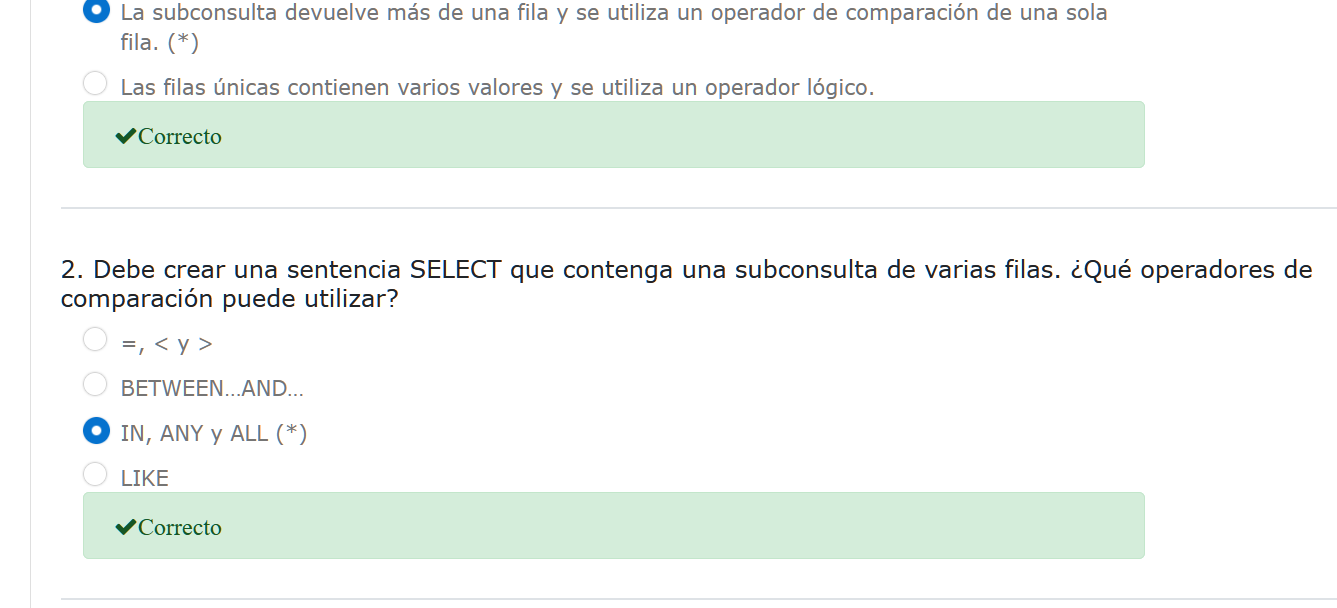 La subconsulta devuelve más de una fila y se utiliza un operador de comparación de una sola
fila. (*)
Las filas únicas contienen varios valores y se utiliza un operador lógico.
Correcto
2. Debe crear una sentencia SELECT que contenga una subconsulta de varias filas. ¿Qué operadores de
comparación puede utilizar?
=, < y >
BETWEEN...AND...
IN, ANY y ALL (*)
LIKE
Correcto